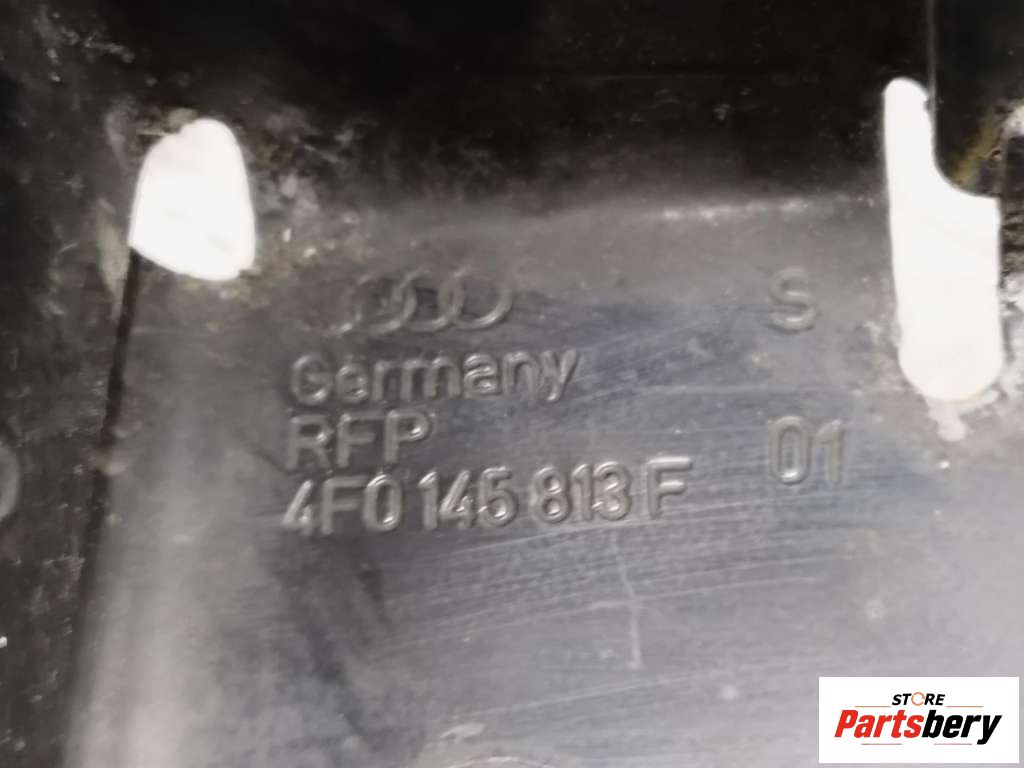 S
Germany
RFP 01
4F0 145 813 F
STORE
Partsbery